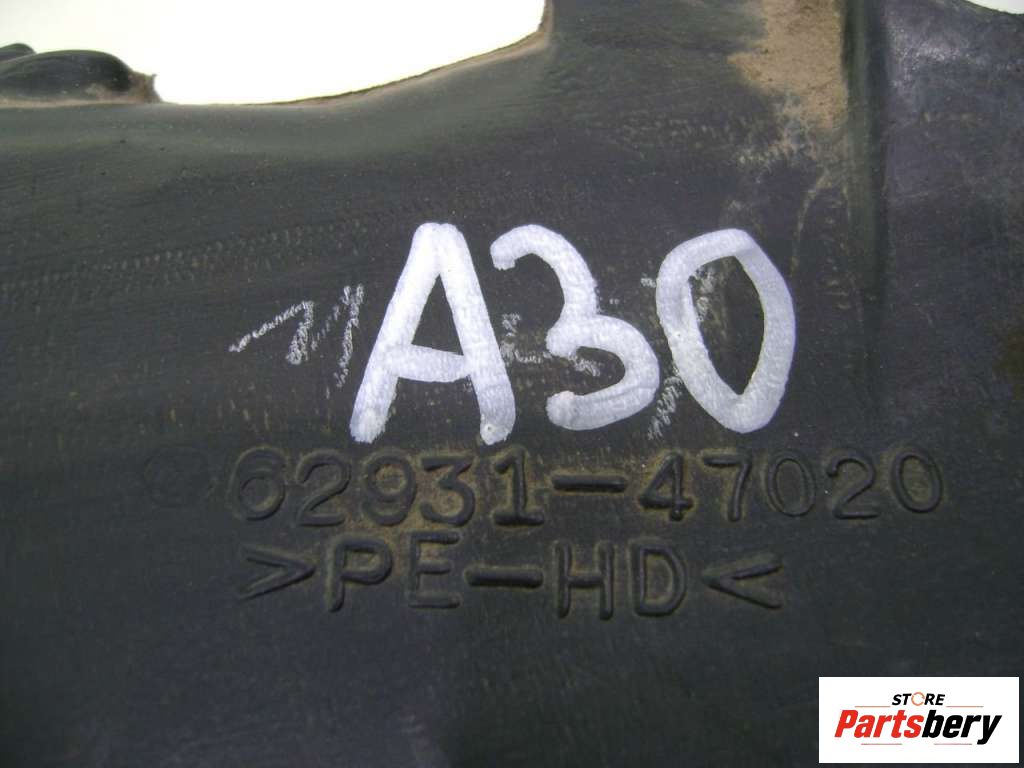 A30
62931-47020
>PE-HD<
STORE
Partsbery